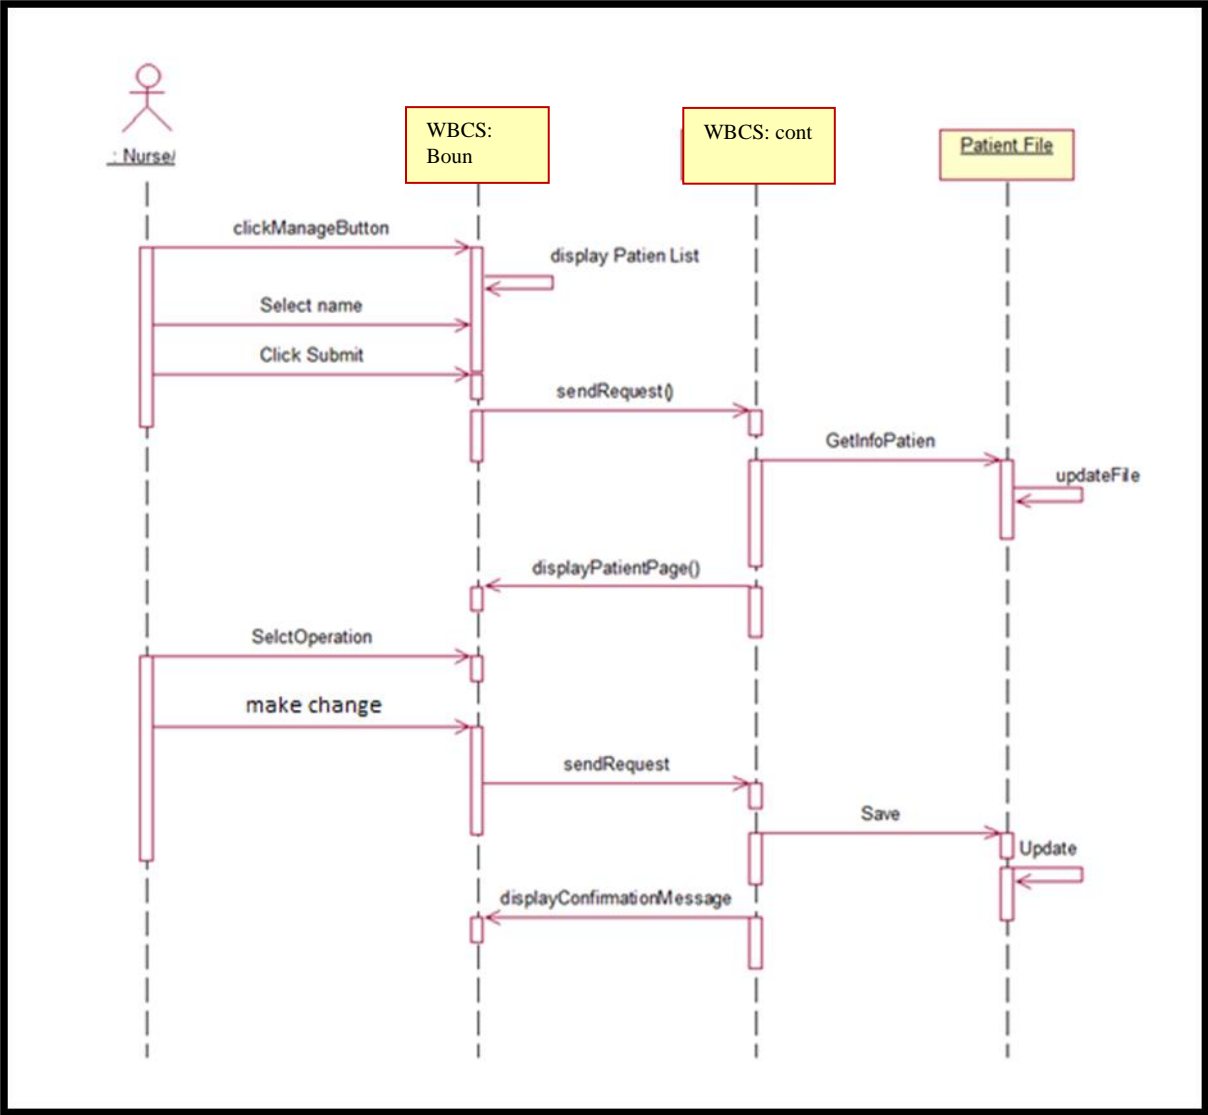 : Nurse/
WBCS:
Boun
WBCS: cont
Patient File
clickManageButton
display Patien List
Select name
Click Submit
sendRequest()
GetInfoPatien
updateFile
displayPatientPage()
SelctOperation
make change
sendRequest
Save
Update
displayConfirmationMessage